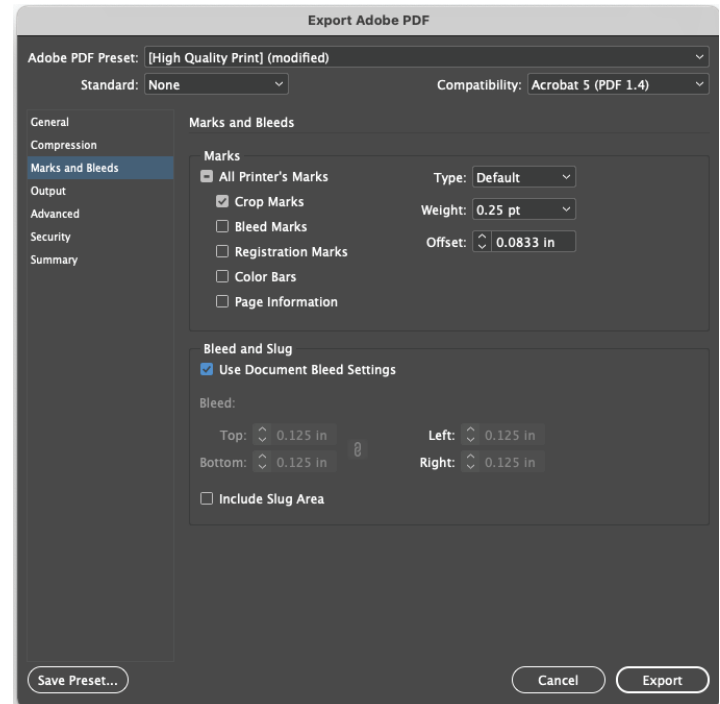 Export Adobe PDF
Adobe PDF Preset: [High Quality Print] (modified)
Standard: None Compatibility: Acrobat 5 (PDF 1.4)
General
Compression
Marks and Bleeds
Output
Advanced
Security
Summary
Marks and Bleeds
Marks
All Printer's Marks
Crop Marks
Bleed Marks
Registration Marks
Color Bars
Page Information
Type: Default
Weight: 0.25 pt
Offset: 0.0833 in
Bleed and Slug
Use Document Bleed Settings
Bleed:
Top: 0.125 in Left: 0.125 in
Bottom: 0.125 in Right: 0.125 in
Include Slug Area
Save Preset... Cancel Export